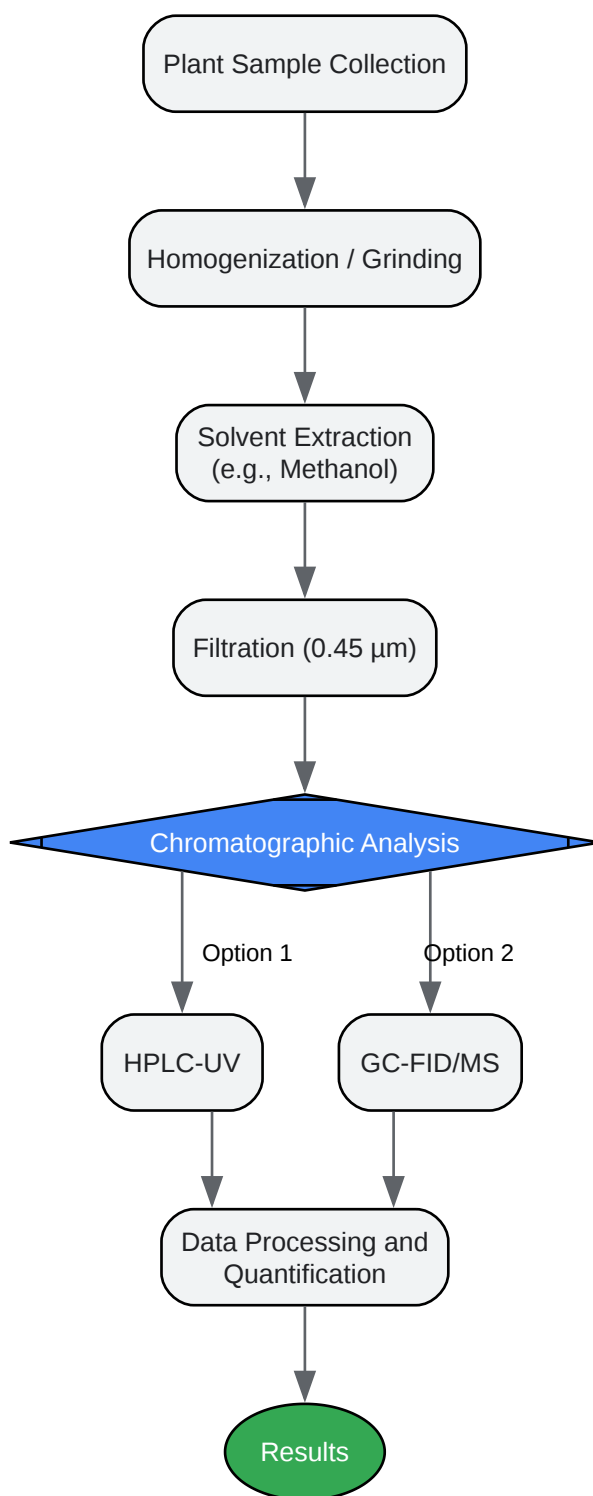 Plant Sample Collection
Homogenization / Grinding
Solvent Extraction
(e.g., Methanol)
Filtration (0.45 µm)
Chromatographic Analysis
Option 1
Option 2
HPLC-UV
GC-FID/MS
Data Processing and
Quantification
Results